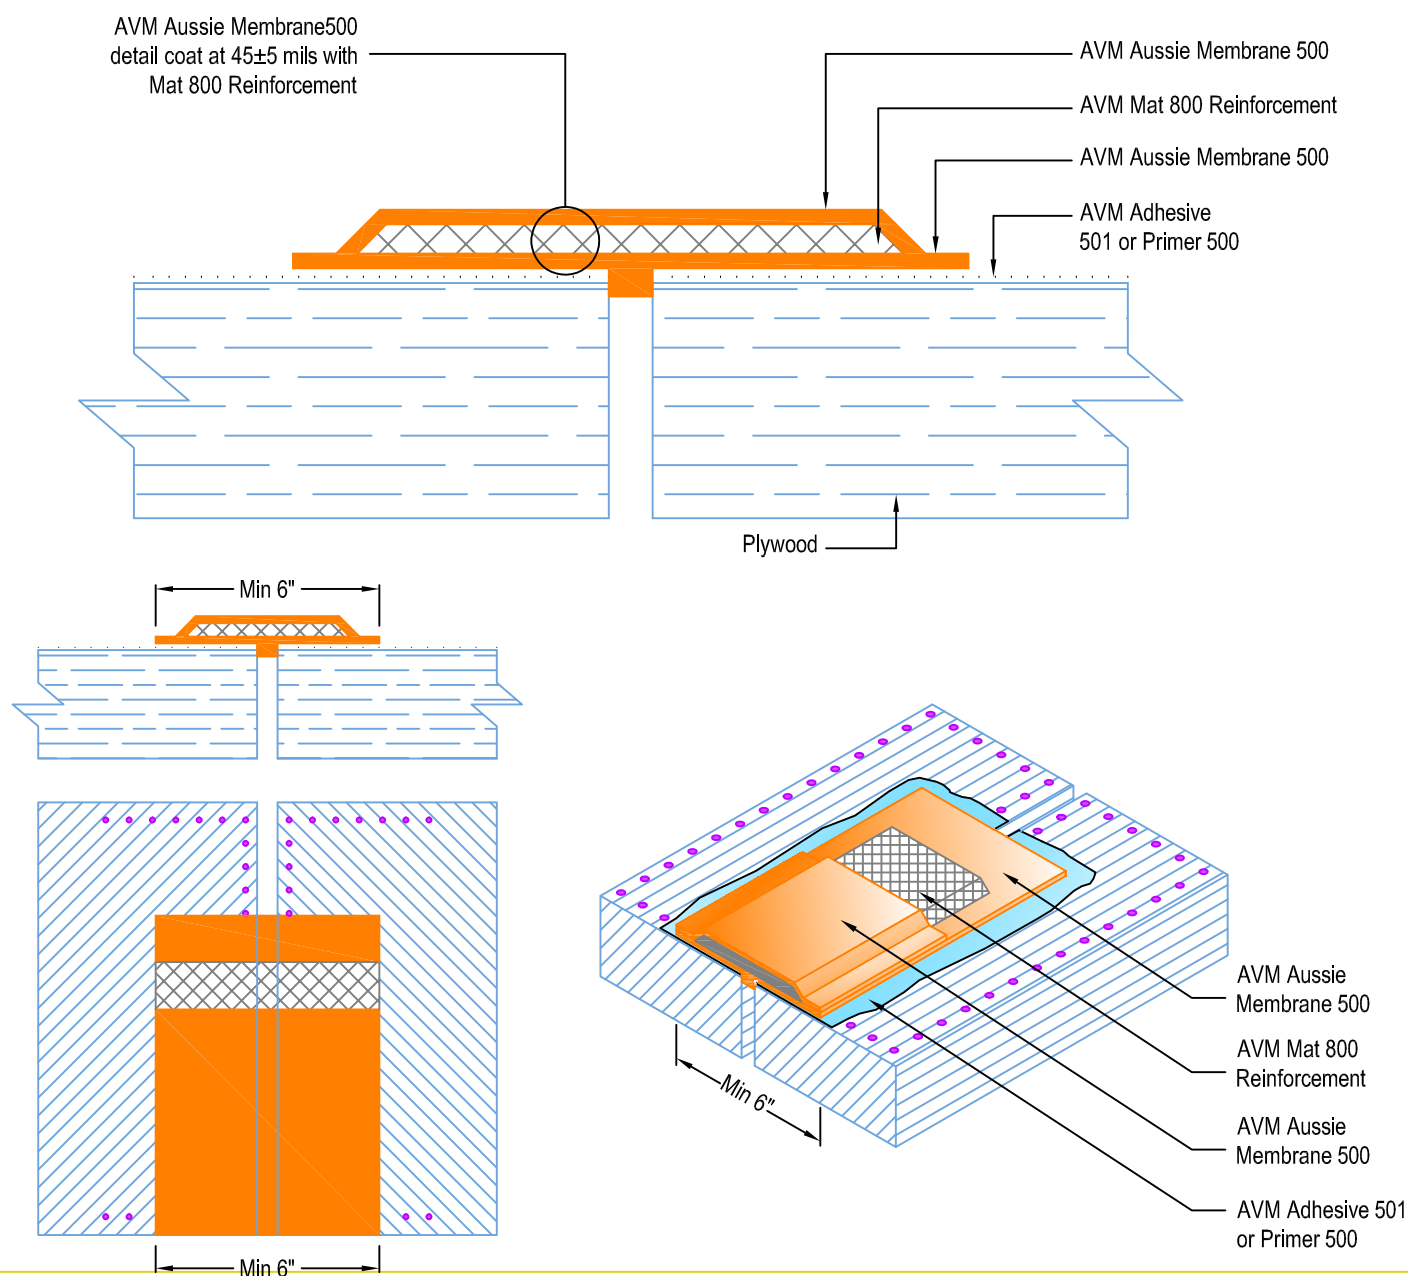 AVM Aussie Membrane500
detail coat at 45±5 mils with
Mat 800 Reinforcement
AVM Aussie Membrane 500
AVM Mat 800 Reinforcement
AVM Aussie Membrane 500
AVM Adhesive
501 or Primer 500
Plywood
Min 6"
AVM Aussie
Membrane 500
AVM Mat 800
Reinforcement
Min 6"
AVM Aussie
Membrane 500
AVM Adhesive 501
or Primer 500
Min 6"